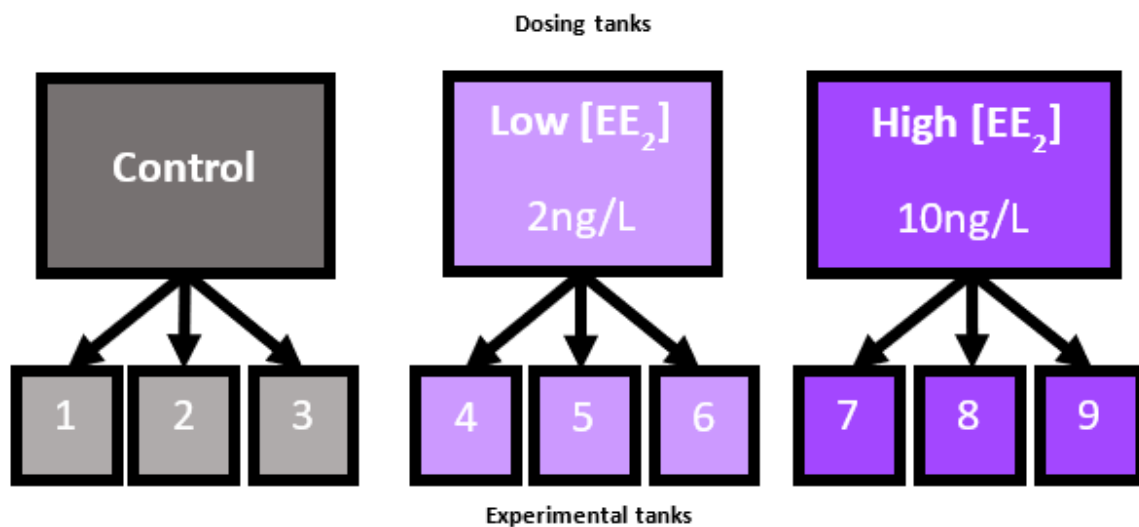 Dosing tanks
Control
Low [EE₂]
2ng/L
High [EE₂]
10ng/L
1
2
3
4
5
6
7
8
9
Experimental tanks